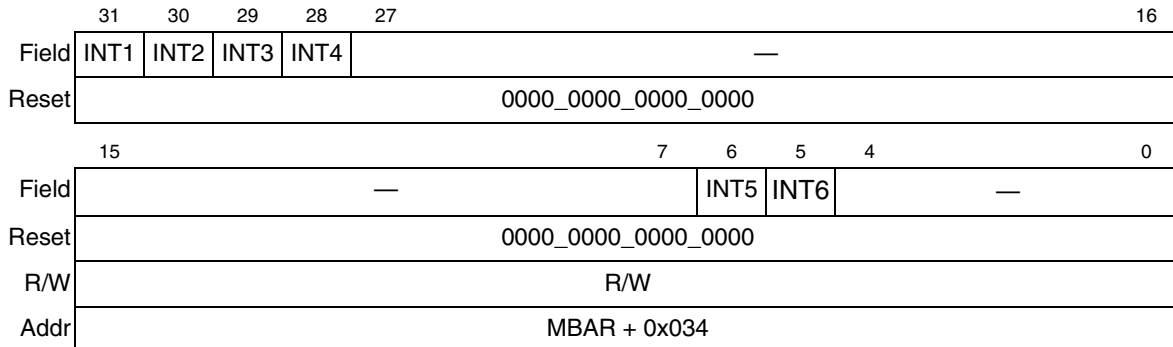 31 30 29 28 27 16
Field INT1 INT2 INT3 INT4 —
Reset 0000_0000_0000_0000
15 7 6 5 4 0
Field — INT5 INT6 —
Reset 0000_0000_0000_0000
R/W R/W
Addr MBAR + 0x034